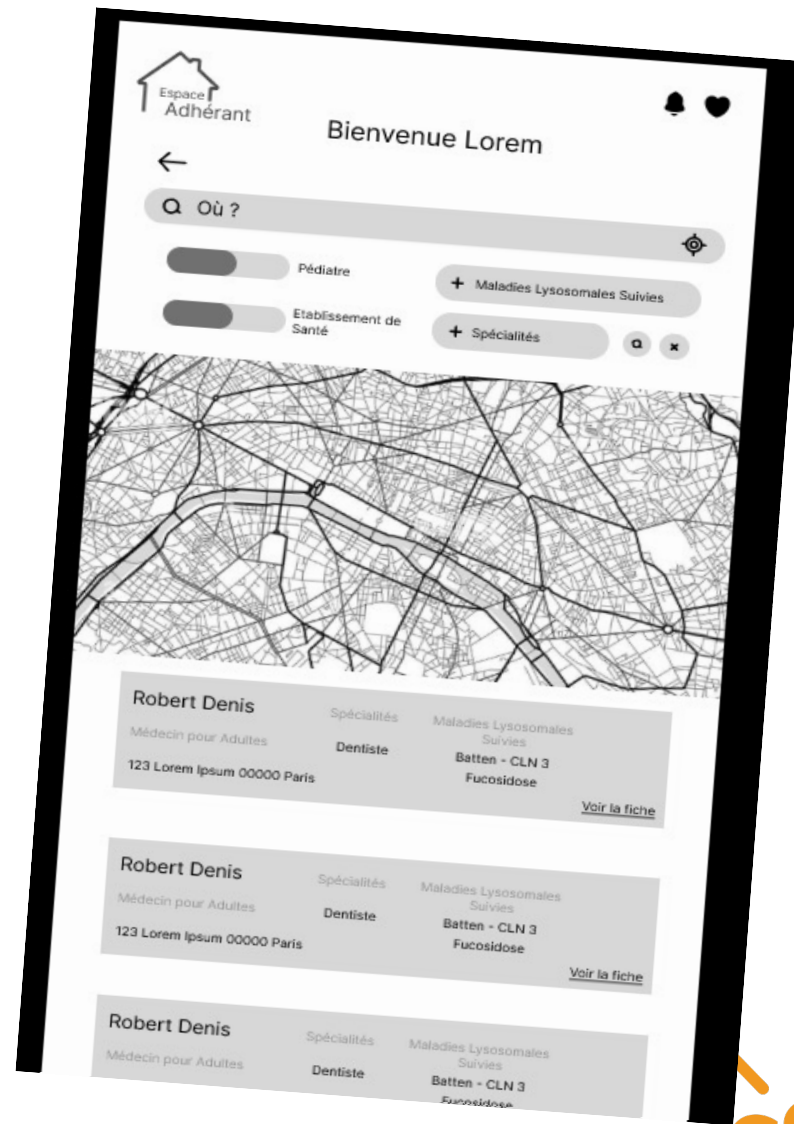 Espace
Adhérant
Bienvenue Lorem
Où ?
Pédiatre
+ Maladies Lysosomales Suivies
Etablissement de
Santé
+ Spécialités
Robert Denis
Spécialités
Maladies Lysosomales
Suivies
Médecin pour Adultes
Dentiste
Batten - CLN 3
123 Lorem Ipsum 00000 Paris
Fucosidose
Voir la fiche
Robert Denis
Spécialités
Maladies Lysosomales
Suivies
Médecin pour Adultes
Dentiste
Batten - CLN 3
123 Lorem Ipsum 00000 Paris
Fucosidose
Voir la fiche
Robert Denis
Spécialités
Maladies Lysosomales
Suivies
Médecin pour Adultes
Dentiste
Batten - CLN 3
Fucosidose